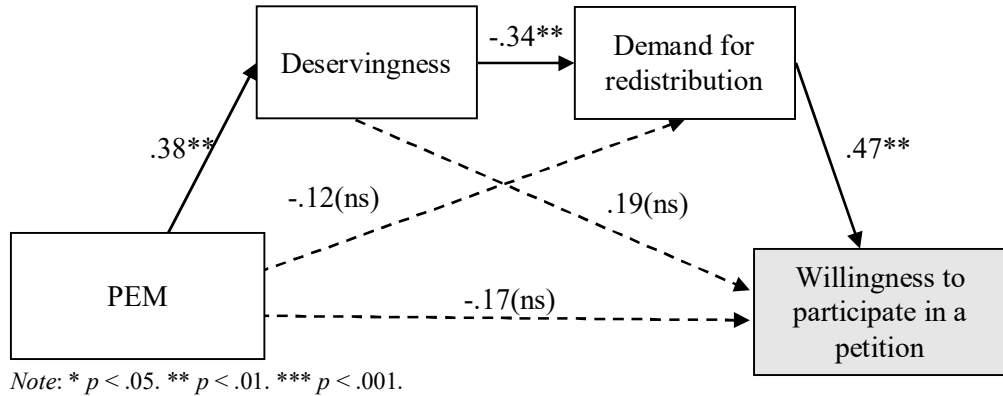 Deservingness
-.34**
Demand for
redistribution
.38**
.47**
-.12(ns)
.19(ns)
PEM
-.17(ns)
Willingness to
participate in a
petition
Note: * p < .05. ** p < .01. *** p < .001.